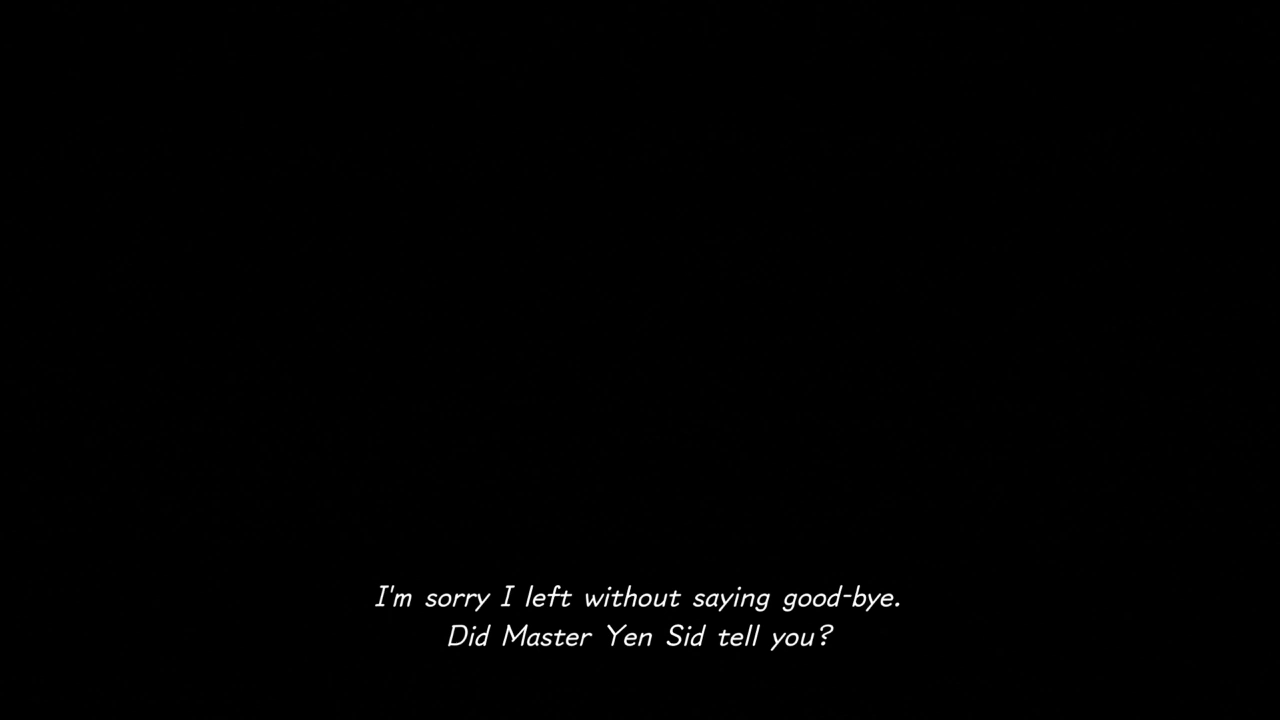 I'm sorry I left without saying good-bye.
Did Master Yen Sid tell you?